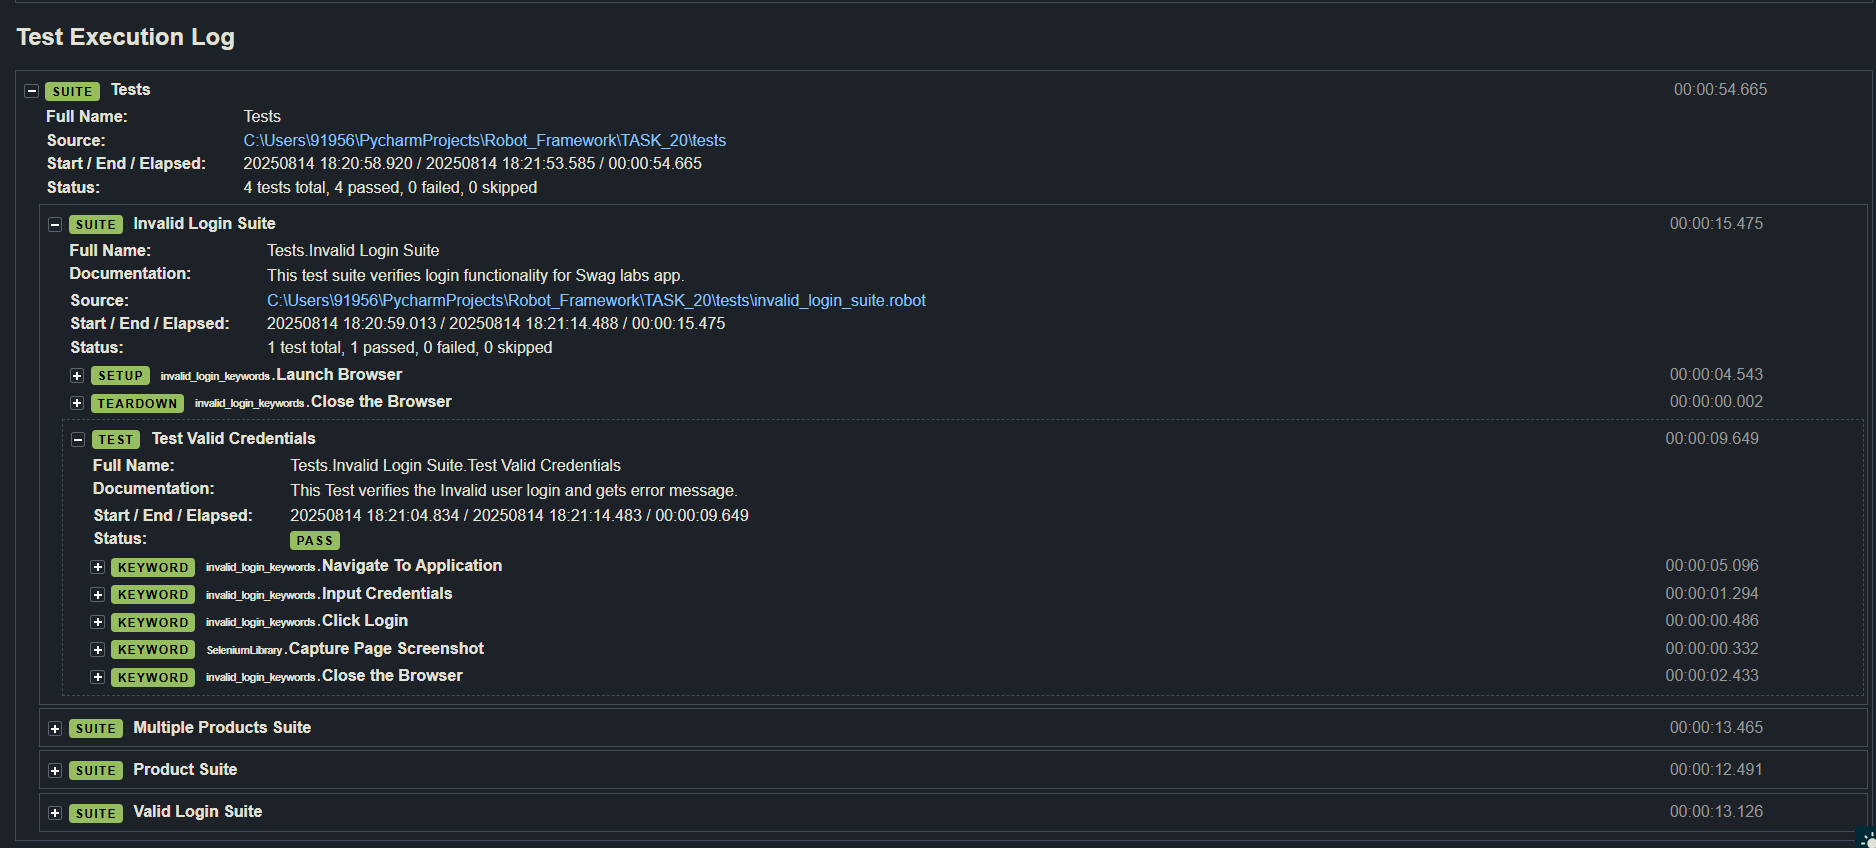 Test Execution Log
SUITE Tests 00:00:54.665
Full Name: Tests
Source: C:\Users\91956\PycharmProjects\Robot_Framework\TASK_20\tests
Start / End / Elapsed: 20250814 18:20:58.920 / 20250814 18:21:53.585 / 00:00:54.665
Status: 4 tests total, 4 passed, 0 failed, 0 skipped
SUITE Invalid Login Suite 00:00:15.475
Full Name: Tests.Invalid Login Suite
Documentation: This test suite verifies login functionality for Swag labs app.
Source: C:\Users\91956\PycharmProjects\Robot_Framework\TASK_20\tests\invalid_login_suite.robot
Start / End / Elapsed: 20250814 18:20:59.013 / 20250814 18:21:14.488 / 00:00:15.475
Status: 1 test total, 1 passed, 0 failed, 0 skipped
SETUP invalid_login_keywords.Launch Browser 00:00:04.543
TEARDOWN invalid_login_keywords.Close the Browser 00:00:00.002
TEST Test Valid Credentials 00:00:09.649
Full Name: Tests.Invalid Login Suite.Test Valid Credentials
Documentation: This Test verifies the Invalid user login and gets error message.
Start / End / Elapsed: 20250814 18:21:04.834 / 20250814 18:21:14.483 / 00:00:09.649
Status: PASS
KEYWORD invalid_login_keywords.Navigate To Application 00:00:05.096
KEYWORD invalid_login_keywords.Input Credentials 00:00:01.294
KEYWORD invalid_login_keywords.Click Login 00:00:00.486
KEYWORD SeleniumLibrary.Capture Page Screenshot 00:00:00.332
KEYWORD invalid_login_keywords.Close the Browser 00:00:02.433
SUITE Multiple Products Suite 00:00:13.465
SUITE Product Suite 00:00:12.491
SUITE Valid Login Suite 00:00:13.126